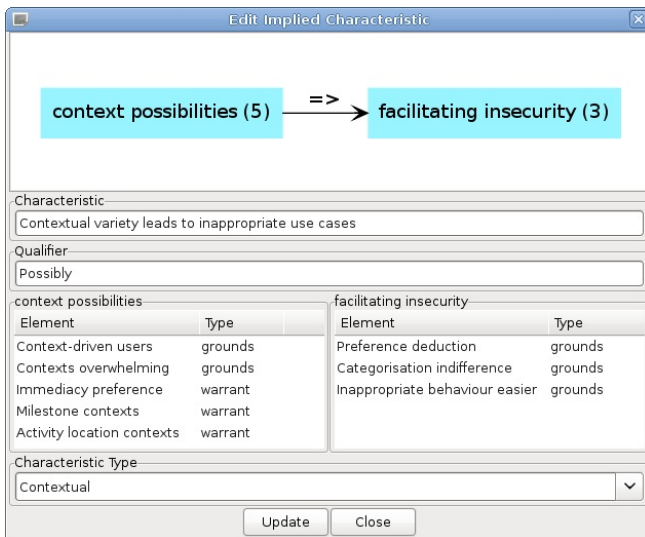 Edit Implied Characteristic
context possibilities (5) => facilitating insecurity (3)
Characteristic
Contextual variety leads to inappropriate use cases
Qualifier
Possibly
context possibilities
Element Type
Context-driven users grounds
Contexts overwhelming grounds
Immediacy preference warrant
Milestone contexts warrant
Activity location contexts warrant
facilitating insecurity
Element Type
Preference deduction grounds
Categorisation indifference grounds
Inappropriate behaviour easier grounds
Characteristic Type
Contextual
Update Close